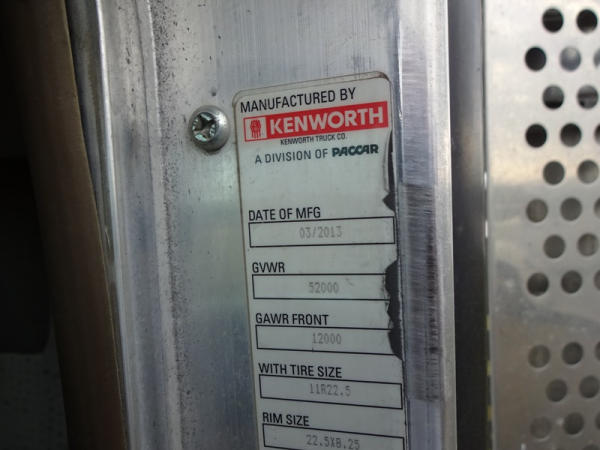 MANUFACTURED BY
KENWORTH
KENWORTH TRUCK CO.
A DIVISION OF PACCAR
DATE OF MFG
03/2013
GVWR
52000
GAWR FRONT
12000
WITH TIRE SIZE
11R22.5
RIM SIZE
22.5X8.25